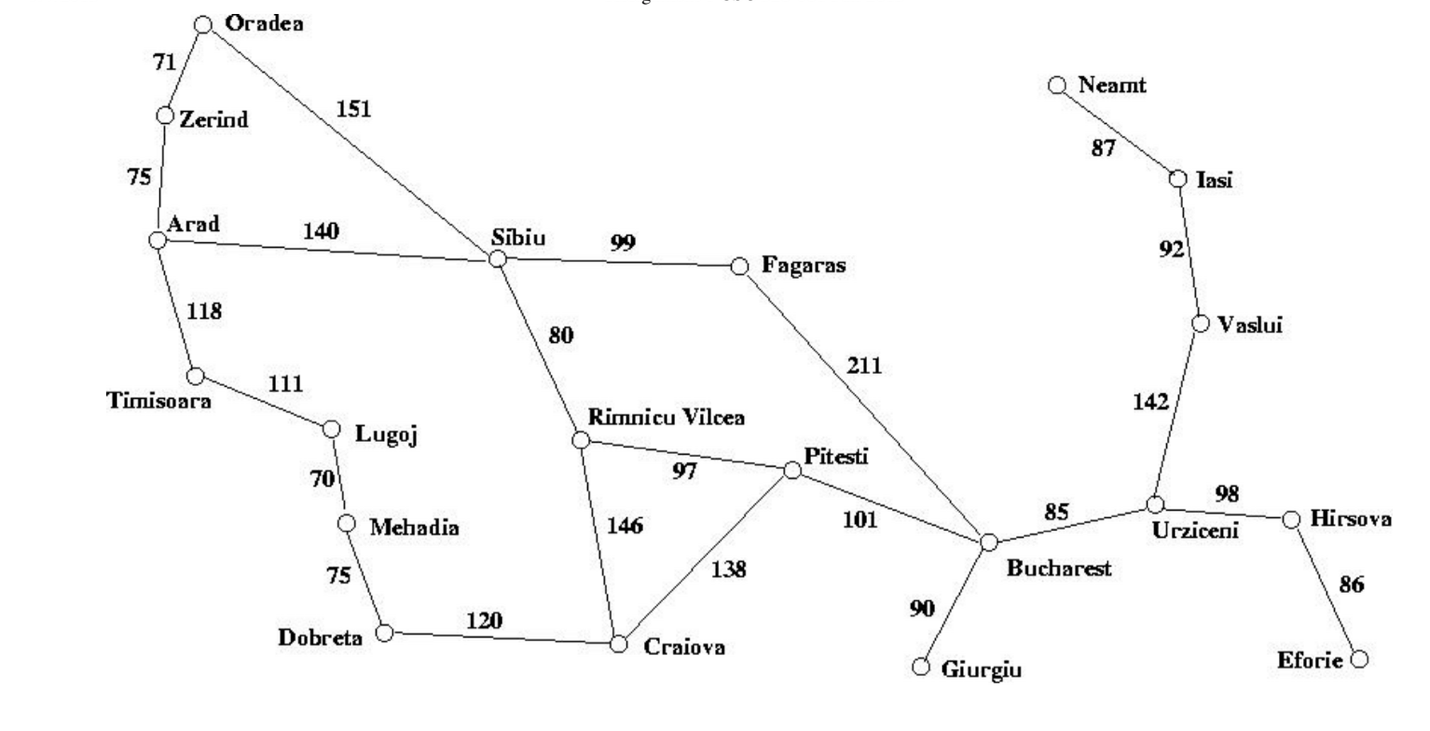 Oradea
71
Neamt
Zerind
151
87
75
Iasi
Arad
140
Sibiu
99
92
Fagaras
118
80
Vaslui
111
211
Timisoara
142
Rimnicu Vilcea
Lugoj
Pitesti
97
70
98
85
101
Hirsova
Mehadia
146
Urziceni
138
Bucharest
75
86
90
120
Dobreta
Craiova
Eforie
Giurgiu